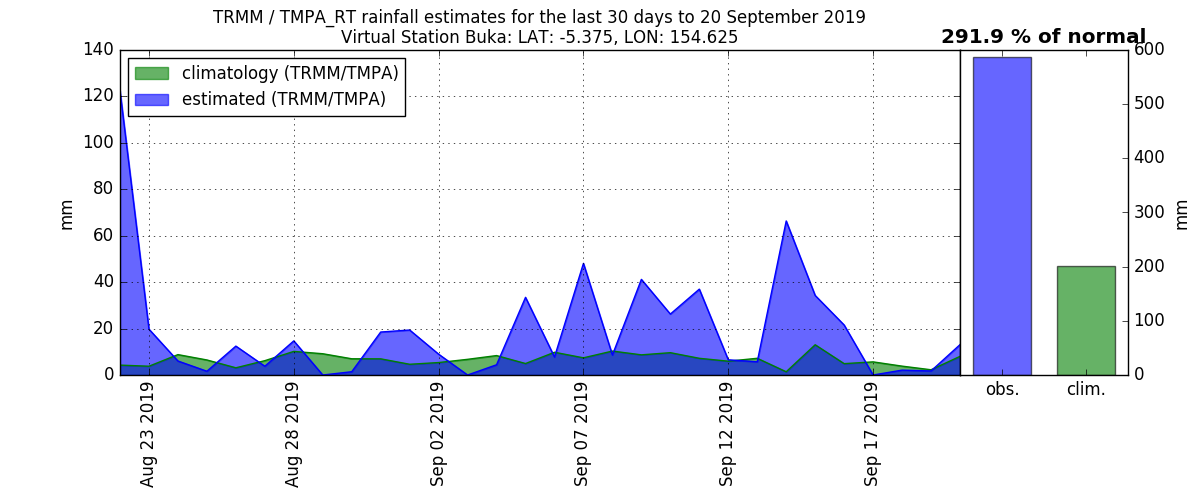 TRMM / TMPA_RT rainfall estimates for the last 30 days to 20 September 2019
Virtual Station Buka: LAT: -5.375, LON: 154.625
291.9 % of normal
climatology (TRMM/TMPA)
estimated (TRMM/TMPA)
mm
140
120
100
80
60
40
20
0
Aug 23 2019
Aug 28 2019
Sep 02 2019
Sep 07 2019
Sep 12 2019
Sep 17 2019
600
500
400
300
200
100
0
mm
obs.
clim.